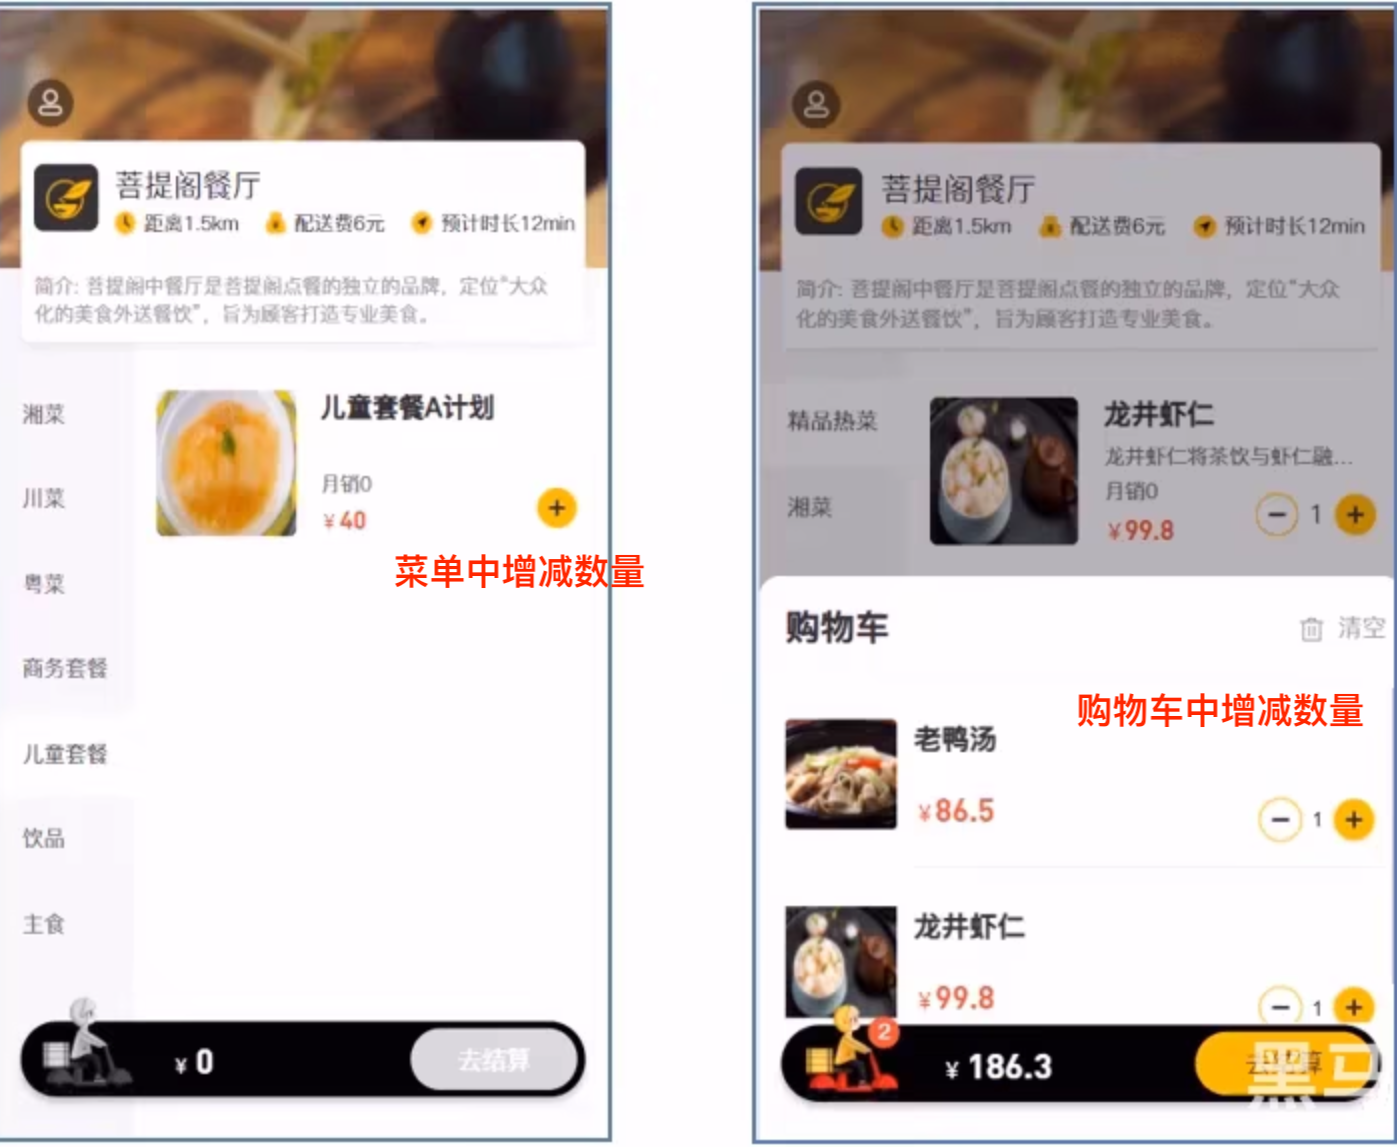 菩提阁餐厅
距离1.5km 配送费6元 预计时长12min
简介: 菩提阁中餐厅是菩提阁点餐的独立的品牌，定位“大众
化的美食外送餐饮”，旨为顾客打造专业美食。
湘菜
川菜
粤菜
商务套餐
儿童套餐
饮品
主食
儿童套餐A计划
月销0
¥40
+
菜单中增减数量
¥ 0
去结算
菩提阁餐厅
距离1.5km 配送费6元 预计时长12min
简介: 菩提阁中餐厅是菩提阁点餐的独立的品牌，定位“大众
化的美食外送餐饮”，旨为顾客打造专业美食。
精品热菜
湘菜
龙井虾仁
龙井虾仁将茶饮与虾仁融...
月销0
¥99.8
− 1 +
购物车
清空
购物车中增减数量
老鸭汤
¥86.5
− 1 +
龙井虾仁
¥99.8
− 1 +
2
¥ 186.3
去结算
黑马